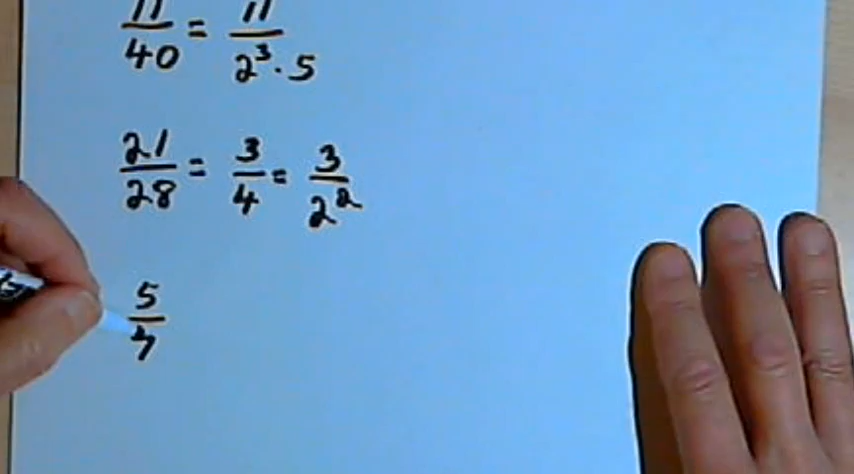 11/40 = 11/2³·5
21/28 = 3/4 = 3/2²
5/7